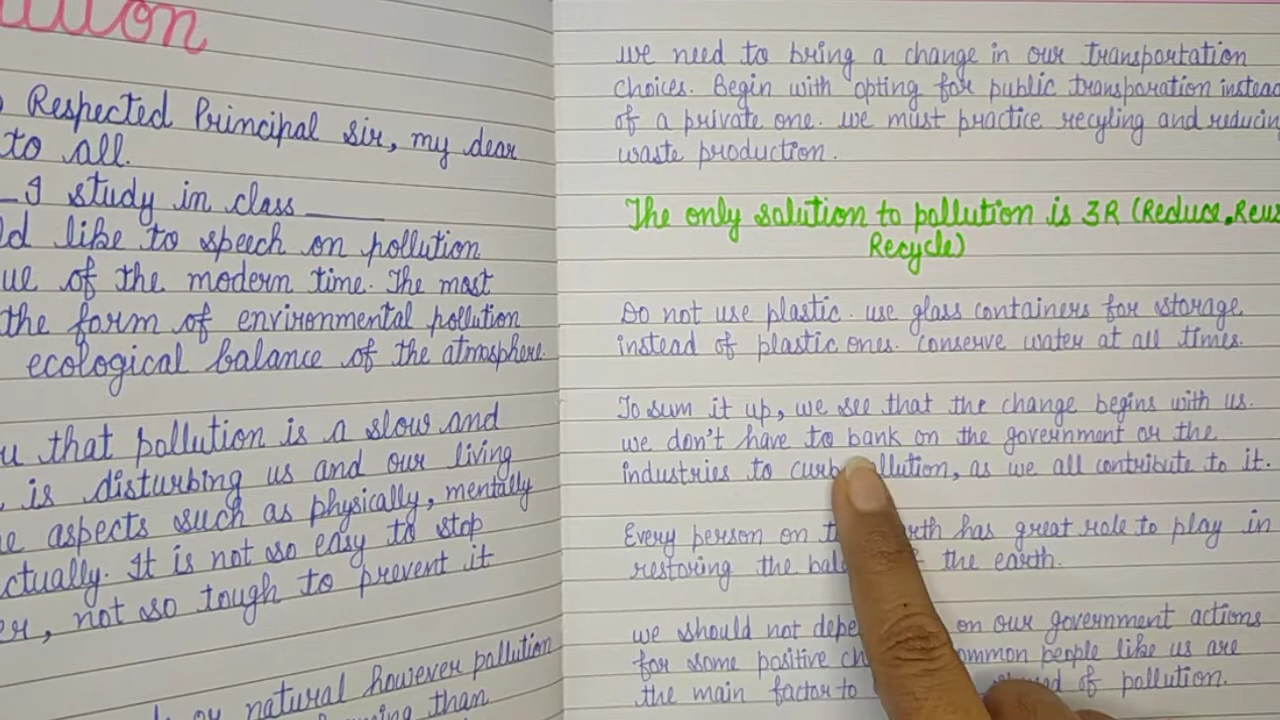 Respected Principal sir, my dear
to all.
I study in class ____
like to speech on pollution
of the modern time. The most
the form of environmental pollution
ecological balance of the atmosphere.
that pollution is a slow and
is disturbing us and our living
aspects such as physically, mentally
It is not so easy to stop
not so tough to prevent it
natural however pollution
than
we need to bring a change in our transportation
choices. Begin with opting for public transporation instead
of a private one. we must practice recyling and reducin
waste production.
The only solution to pollution is 3R (Reduce, Reus
Recycle)
Do not use plastic. use glass containers for storage
instead of plastic ones. conserve water at all times.
To sum it up, we see that the change begins with us.
we don't have to bank on the government or the
industries to curb pollution, as we all contribute to it.
Every person on has great role to play in
restoring the the earth.
we should not on our government actions
for some positive common people like us are
the main factor to of pollution.